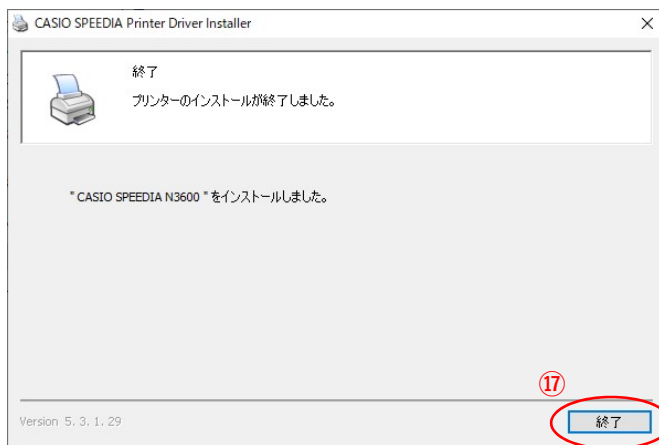 CASIO SPEEDIA Printer Driver Installer
終了
プリンターのインストールが終了しました。
" CASIO SPEEDIA N3600 " をインストールしました。
⑰
Version 5. 3. 1. 29
終了